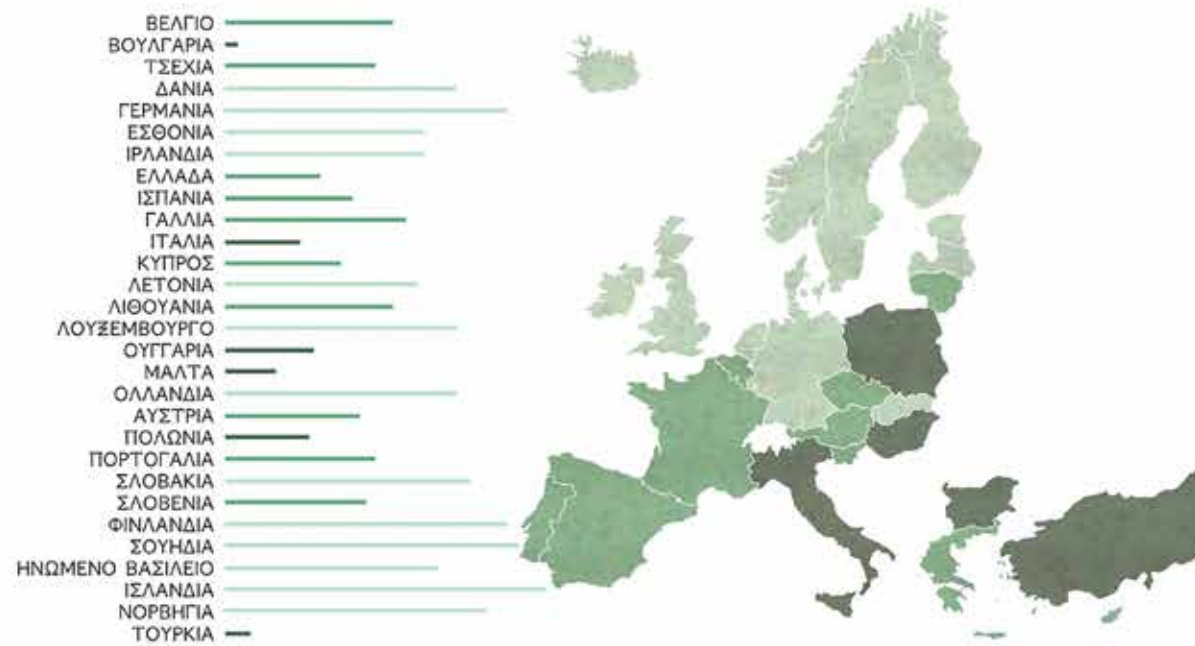 ΒΕΛΓΙΟ
ΒΟΥΛΓΑΡΙΑ
ΤΣΕΧΙΑ
ΔΑΝΙΑ
ΓΕΡΜΑΝΙΑ
ΕΣΘΟΝΙΑ
ΙΡΛΑΝΔΙΑ
ΕΛΛΑΔΑ
ΙΣΠΑΝΙΑ
ΓΑΛΛΙΑ
ΙΤΑΛΙΑ
ΚΥΠΡΟΣ
ΛΕΤΟΝΙΑ
ΛΙΘΟΥΑΝΙΑ
ΛΟΥΞΕΜΒΟΥΡΓΟ
ΟΥΓΓΑΡΙΑ
ΜΑΛΤΑ
ΟΛΛΑΝΔΙΑ
ΑΥΣΤΡΙΑ
ΠΟΛΩΝΙΑ
ΠΟΡΤΟΓΑΛΙΑ
ΣΛΟΒΑΚΙΑ
ΣΛΟΒΕΝΙΑ
ΦΙΝΛΑΝΔΙΑ
ΣΟΥΗΔΙΑ
ΗΝΩΜΕΝΟ ΒΑΣΙΛΕΙΟ
ΙΣΛΑΝΔΙΑ
ΝΟΡΒΗΓΙΑ
ΤΟΥΡΚΙΑ